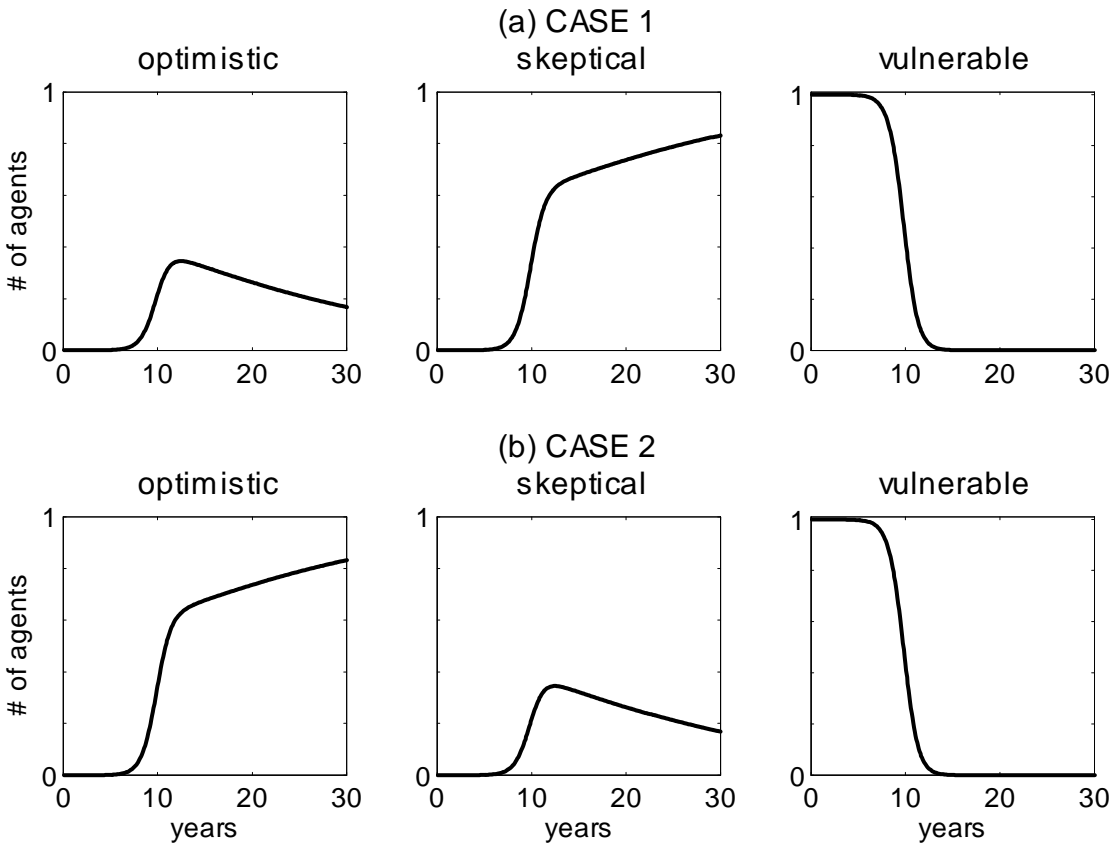 (a) CASE 1
optimistic skeptical vulnerable
# of agents
1 1 1
0 0 0
0 10 20 30 0 10 20 30 0 10 20 30
(b) CASE 2
optimistic skeptical vulnerable
# of agents
1 1 1
0 0 0
0 10 20 30 0 10 20 30 0 10 20 30
years years years